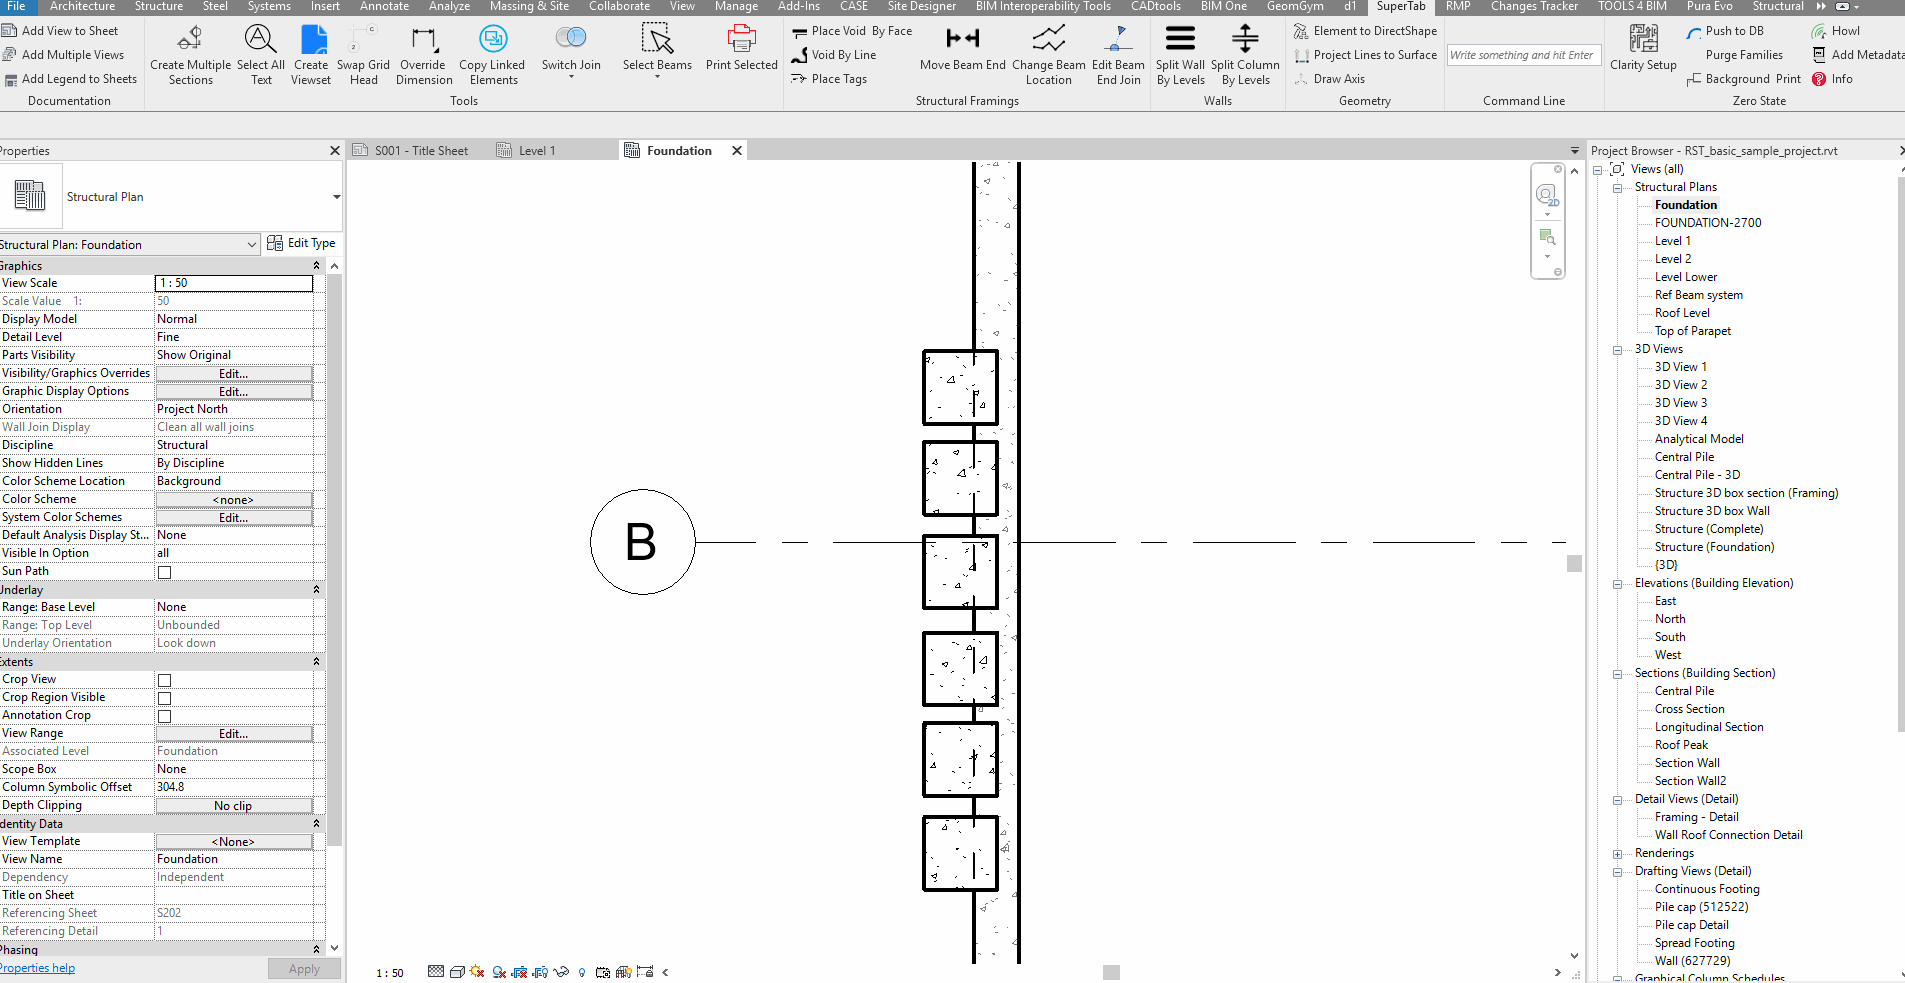 File Architecture Structure Steel Systems Insert Annotate Analyze Massing & Site Collaborate View Manage Add-Ins CASE Site Designer BIM Interoperability Tools CADtools BIM One GeomGym d1 SuperTab RMP Changes Tracker TOOLS 4 BIM Pura Evo Structural
Add View to Sheet
Add Multiple Views
Add Legend to Sheets
Documentation
Create Multiple
Sections
Select All
Text
Create
Viewset
Swap Grid
Head
Override
Dimension
Copy Linked
Elements
Switch Join
Select Beams
Print Selected
Tools
Place Void By Face
Void By Line
Place Tags
Move Beam End
Change Beam
Location
Edit Beam
End Join
Structural Framings
Split Wall
By Levels
Split Column
By Levels
Walls
Element to DirectShape
Project Lines to Surface
Draw Axis
Geometry
Write something and hit Enter
Command Line
Clarity Setup
Push to DB
Purge Families
Background Print
Howl
Add Metadata
Info
Zero State
Properties
Structural Plan
Structural Plan: Foundation
Edit Type
Graphics
View Scale 1 : 50
Scale Value 1: 50
Display Model Normal
Detail Level Fine
Parts Visibility Show Original
Visibility/Graphics Overrides Edit...
Graphic Display Options Edit...
Orientation Project North
Wall Join Display Clean all wall joins
Discipline Structural
Show Hidden Lines By Discipline
Color Scheme Location Background
Color Scheme <none>
System Color Schemes Edit...
Default Analysis Display St... None
Visible In Option all
Sun Path
Underlay
Range: Base Level None
Range: Top Level Unbounded
Underlay Orientation Look down
Extents
Crop View
Crop Region Visible
Annotation Crop
View Range Edit...
Associated Level Foundation
Scope Box None
Column Symbolic Offset 304.8
Depth Clipping No clip
Identity Data
View Template <None>
View Name Foundation
Dependency Independent
Title on Sheet
Referencing Sheet S202
Referencing Detail 1
Phasing
Properties help
Apply
S001 - Title Sheet
Level 1
Foundation
2D
B
1 : 50
Project Browser - RST_basic_sample_project.rvt
Views (all)
Structural Plans
Foundation
FOUNDATION-2700
Level 1
Level 2
Level Lower
Ref Beam system
Roof Level
Top of Parapet
3D Views
3D View 1
3D View 2
3D View 3
3D View 4
Analytical Model
Central Pile
Central Pile - 3D
Structure 3D box section (Framing)
Structure 3D box Wall
Structure (Complete)
Structure (Foundation)
{3D}
Elevations (Building Elevation)
East
North
South
West
Sections (Building Section)
Central Pile
Cross Section
Longitudinal Section
Roof Peak
Section Wall
Section Wall2
Detail Views (Detail)
Framing - Detail
Wall Roof Connection Detail
Renderings
Drafting Views (Detail)
Continuous Footing
Pile cap (512522)
Pile cap Detail
Spread Footing
Wall (627729)
Graphical Column Schedules